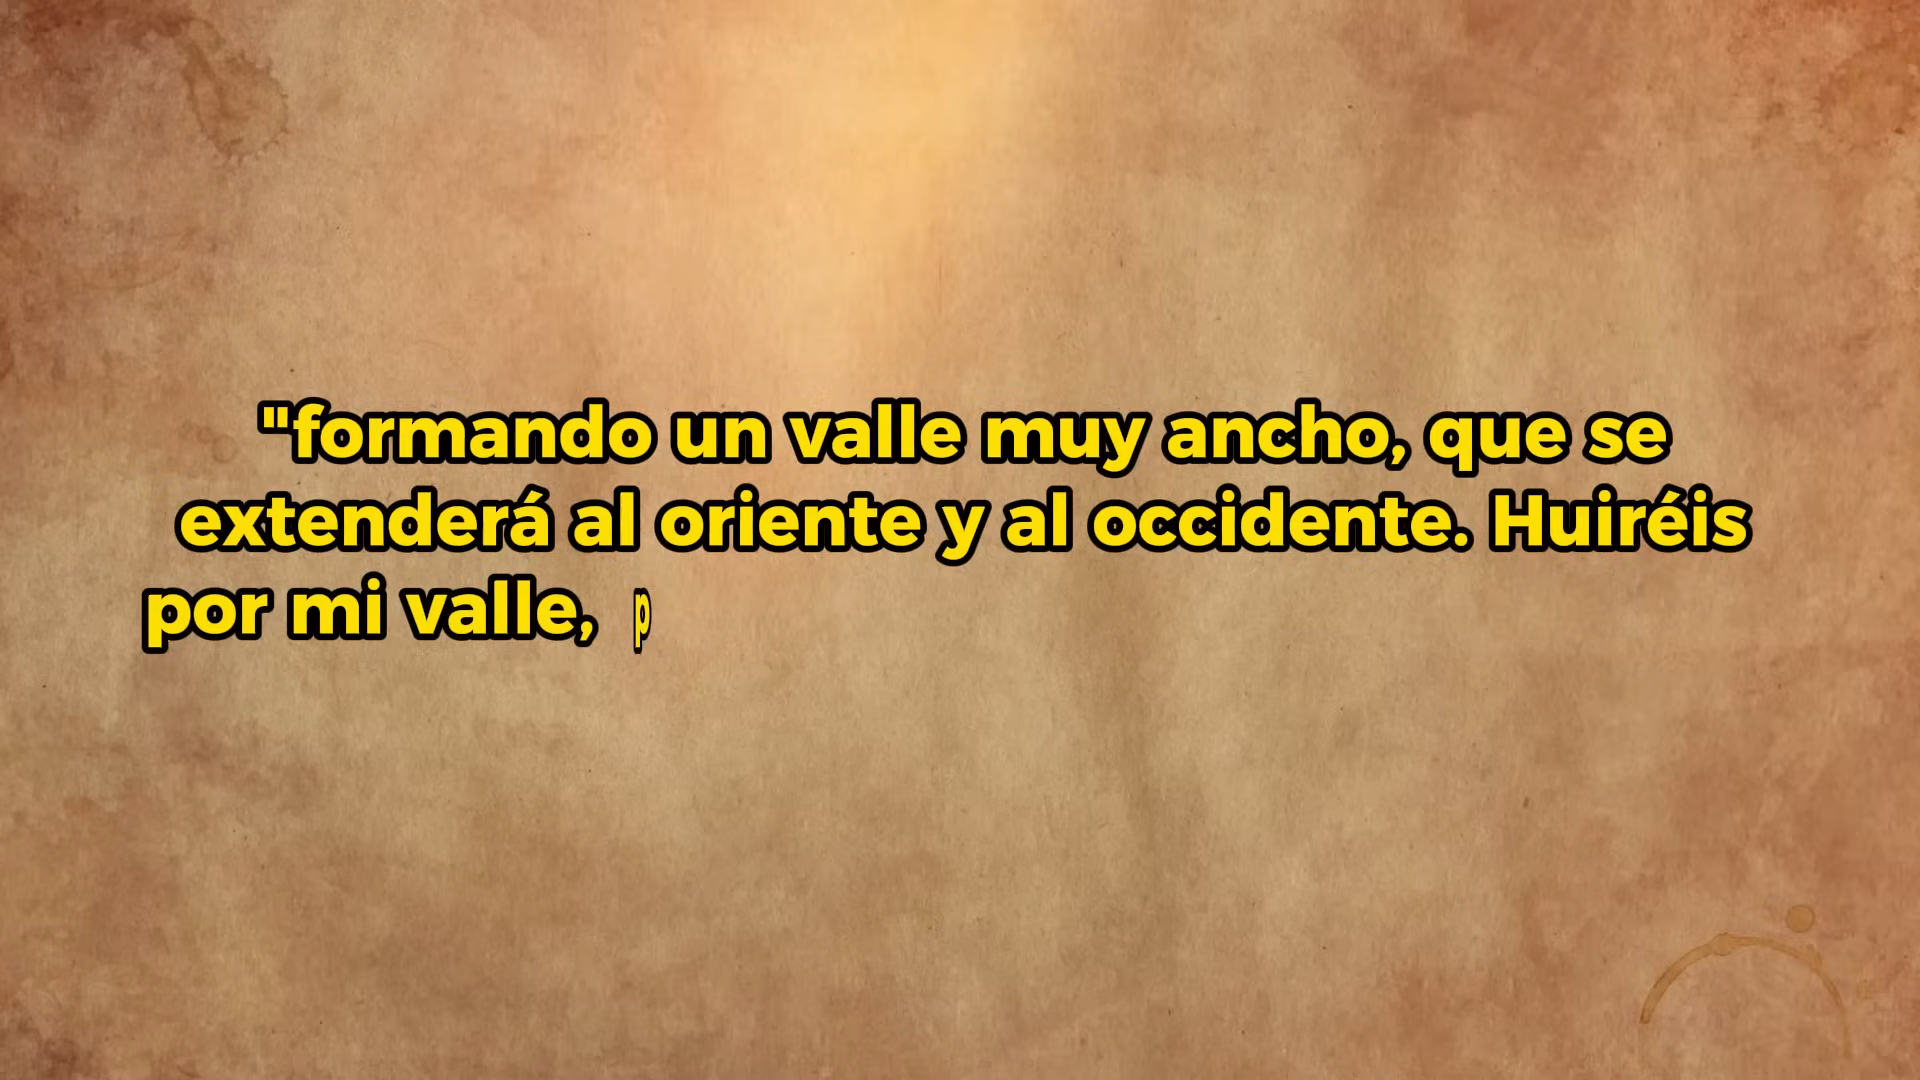 "formando un valle muy ancho, que se
extenderá al oriente y al occidente. Huiréis
por mi valle, p